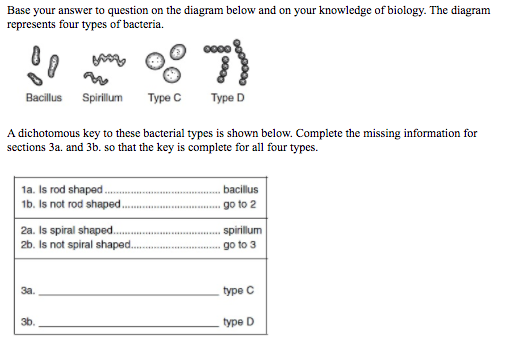 Base your answer to question on the diagram below and on your knowledge of biology. The diagram
represents four types of bacteria.
Bacillus Spirillum Type C Type D
A dichotomous key to these bacterial types is shown below. Complete the missing information for
sections 3a. and 3b. so that the key is complete for all four types.
1a. Is rod shaped .................................... bacillus
1b. Is not rod shaped................................ go to 2
2a. Is spiral shaped................................... spirillum
2b. Is not spiral shaped............................. go to 3
3a. ______________________________ type C
3b. ______________________________ type D